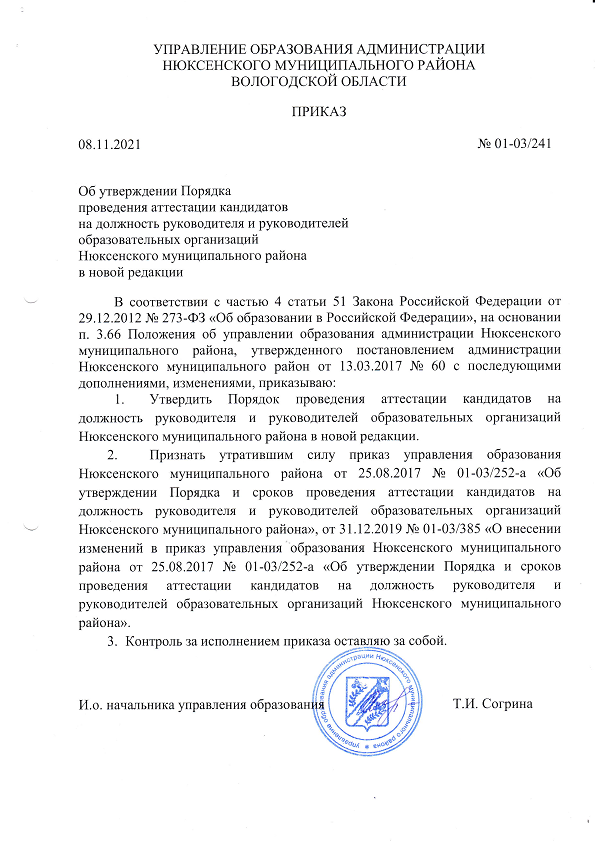 УПРАВЛЕНИЕ ОБРАЗОВАНИЯ АДМИНИСТРАЦИИ
НЮКСЕНСКОГО МУНИЦИПАЛЬНОГО РАЙОНА
ВОЛОГОДСКОЙ ОБЛАСТИ
ПРИКАЗ
08.11.2021 № 01-03/241
Об утверждении Порядка
проведения аттестации кандидатов
на должность руководителя и руководителей
образовательных организаций
Нюксенского муниципального района
в новой редакции
В соответствии с частью 4 статьи 51 Закона Российской Федерации от
29.12.2012 № 273-ФЗ «Об образовании в Российской Федерации», на основании
п. 3.66 Положения об управлении образования администрации Нюксенского
муниципального района, утвержденного постановлением администрации
Нюксенского муниципальный район от 13.03.2017 № 60 с последующими
дополнениями, изменениями, приказываю:
1. Утвердить Порядок проведения аттестации кандидатов на
должность руководителя и руководителей образовательных организаций
Нюксенского муниципального района в новой редакции.
2. Признать утратившим силу приказ управления образования
Нюксенского муниципального района от 25.08.2017 № 01-03/252-а «Об
утверждении Порядка и сроков проведения аттестации кандидатов на
должность руководителя и руководителей образовательных организаций
Нюксенского муниципального района», от 31.12.2019 № 01-03/385 «О внесении
изменений в приказ управления образования Нюксенского муниципального
района от 25.08.2017 № 01-03/252-а «Об утверждении Порядка и сроков
проведения аттестации кандидатов на должность руководителя и
руководителей образовательных организаций Нюксенского муниципального
района».
3. Контроль за исполнением приказа оставляю за собой.
И.о. начальника управления образования Т.И. Согрина
управление образования администрации Нюксенского муниципального района